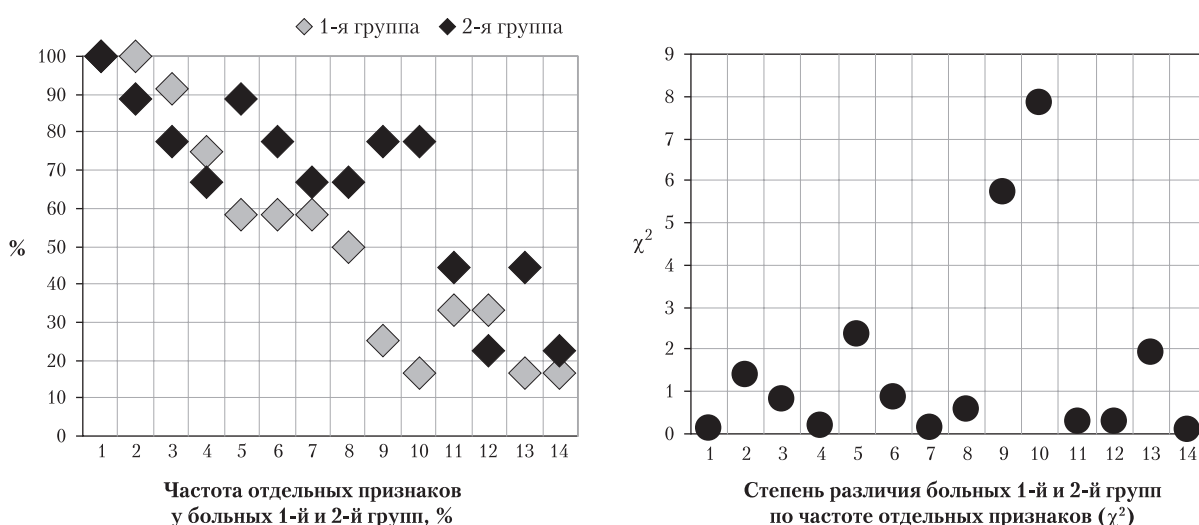 1-я группа 2-я группа
100
90
80
70
60
50
40
30
20
10
0
%
1 2 3 4 5 6 7 8 9 10 11 12 13 14
Частота отдельных признаков
у больных 1-й и 2-й групп, %
9
8
7
6
5
4
3
2
1
0
χ²
1 2 3 4 5 6 7 8 9 10 11 12 13 14
Степень различия больных 1-й и 2-й групп
по частоте отдельных признаков (χ²)